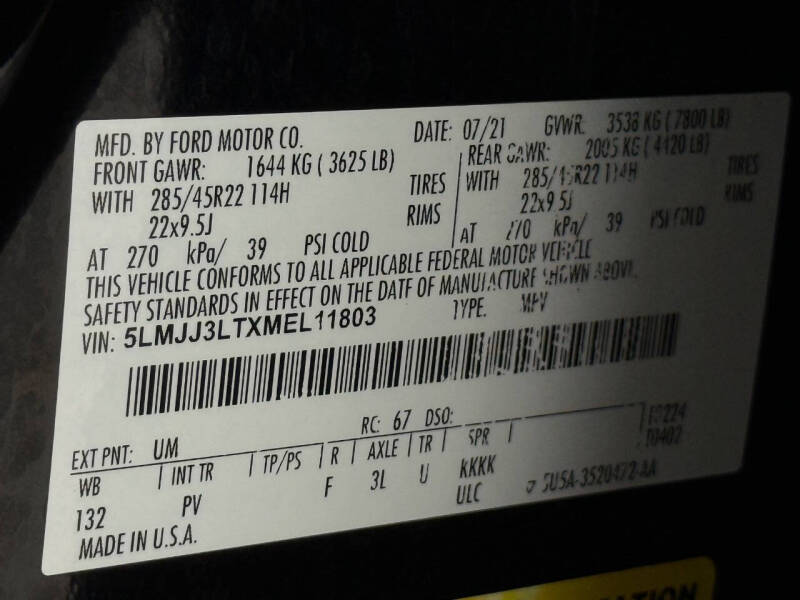 MFD. BY FORD MOTOR CO. DATE: 07/21 GVWR: 3538 KG ( 7800 LB)
FRONT GAWR: 1644 KG ( 3625 LB) REAR GAWR: 2005 KG ( 4420 LB)
WITH 285/45R22 114H TIRES WITH 285/45R22 114H TIRES
22x9.5J RIMS 22x9.5J RIMS
AT 270 kPa/ 39 PSI COLD AT 270 kPa/ 39 PSI COLD
THIS VEHICLE CONFORMS TO ALL APPLICABLE FEDERAL MOTOR VEHICLE
SAFETY STANDARDS IN EFFECT ON THE DATE OF MANUFACTURE SHOWN ABOVE.
VIN: 5LMJJ3LTXMEL11803 TYPE: MPV
EXT PNT: UM RC: 67 DSO:
WB INT TR TP/PS R AXLE TR SPR
132 PV F 3L U KKKK
ULC
MADE IN U.S.A.